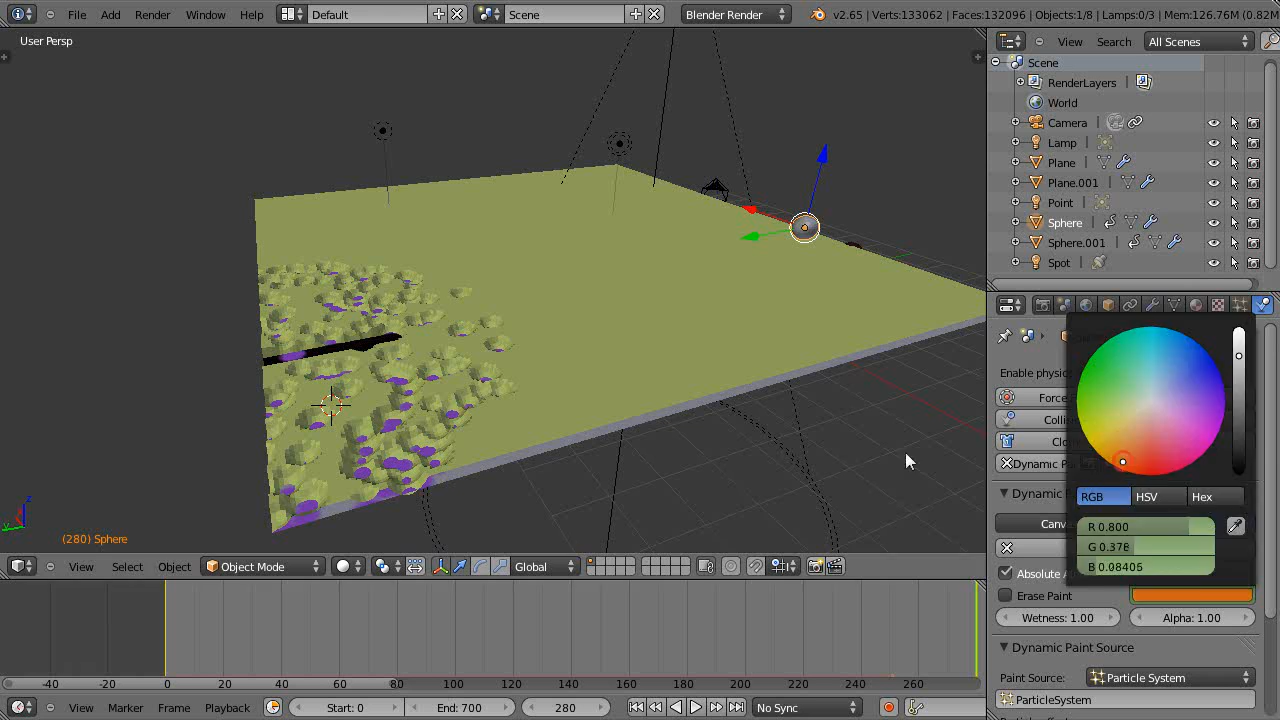 File Add Render Window Help Default Scene Blender Render v2.65 | Verts:133062 | Faces:132096 | Objects:1/8 | Lamps:0/3 | Mem:126.76M (0.82M
User Persp
View Search All Scenes
Scene
RenderLayers
World
Camera
Lamp
Plane
Plane.001
Point
Sphere
Sphere.001
Spot
Enable physi
Force
Colli
Clo
Dynamic P
Dynamic
Canv
Absolute A
Erase Paint
RGB HSV Hex
R 0.800
G 0.378
B 0.08405
Wetness: 1.00 Alpha: 1.00
Dynamic Paint Source
Paint Source: Particle System
ParticleSystem
z
y
(280) Sphere
View Select Object Object Mode Global
-40 -20 0 20 40 60 80 100 120 140 160 180 200 220 240 260
View Marker Frame Playback Start: 0 End: 700 280 No Sync